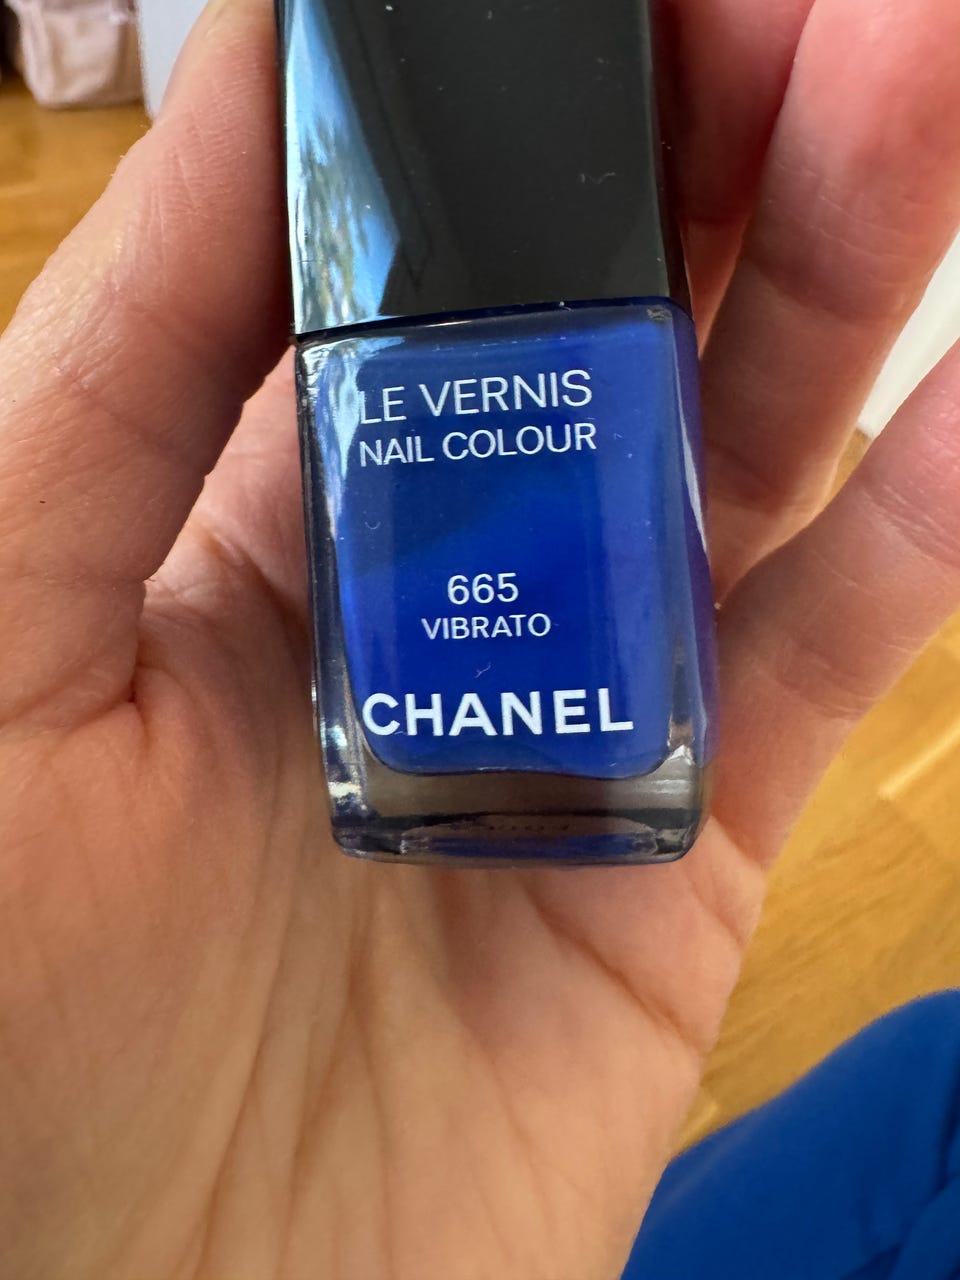 LE VERNIS
NAIL COLOUR
665
VIBRATO
CHANEL